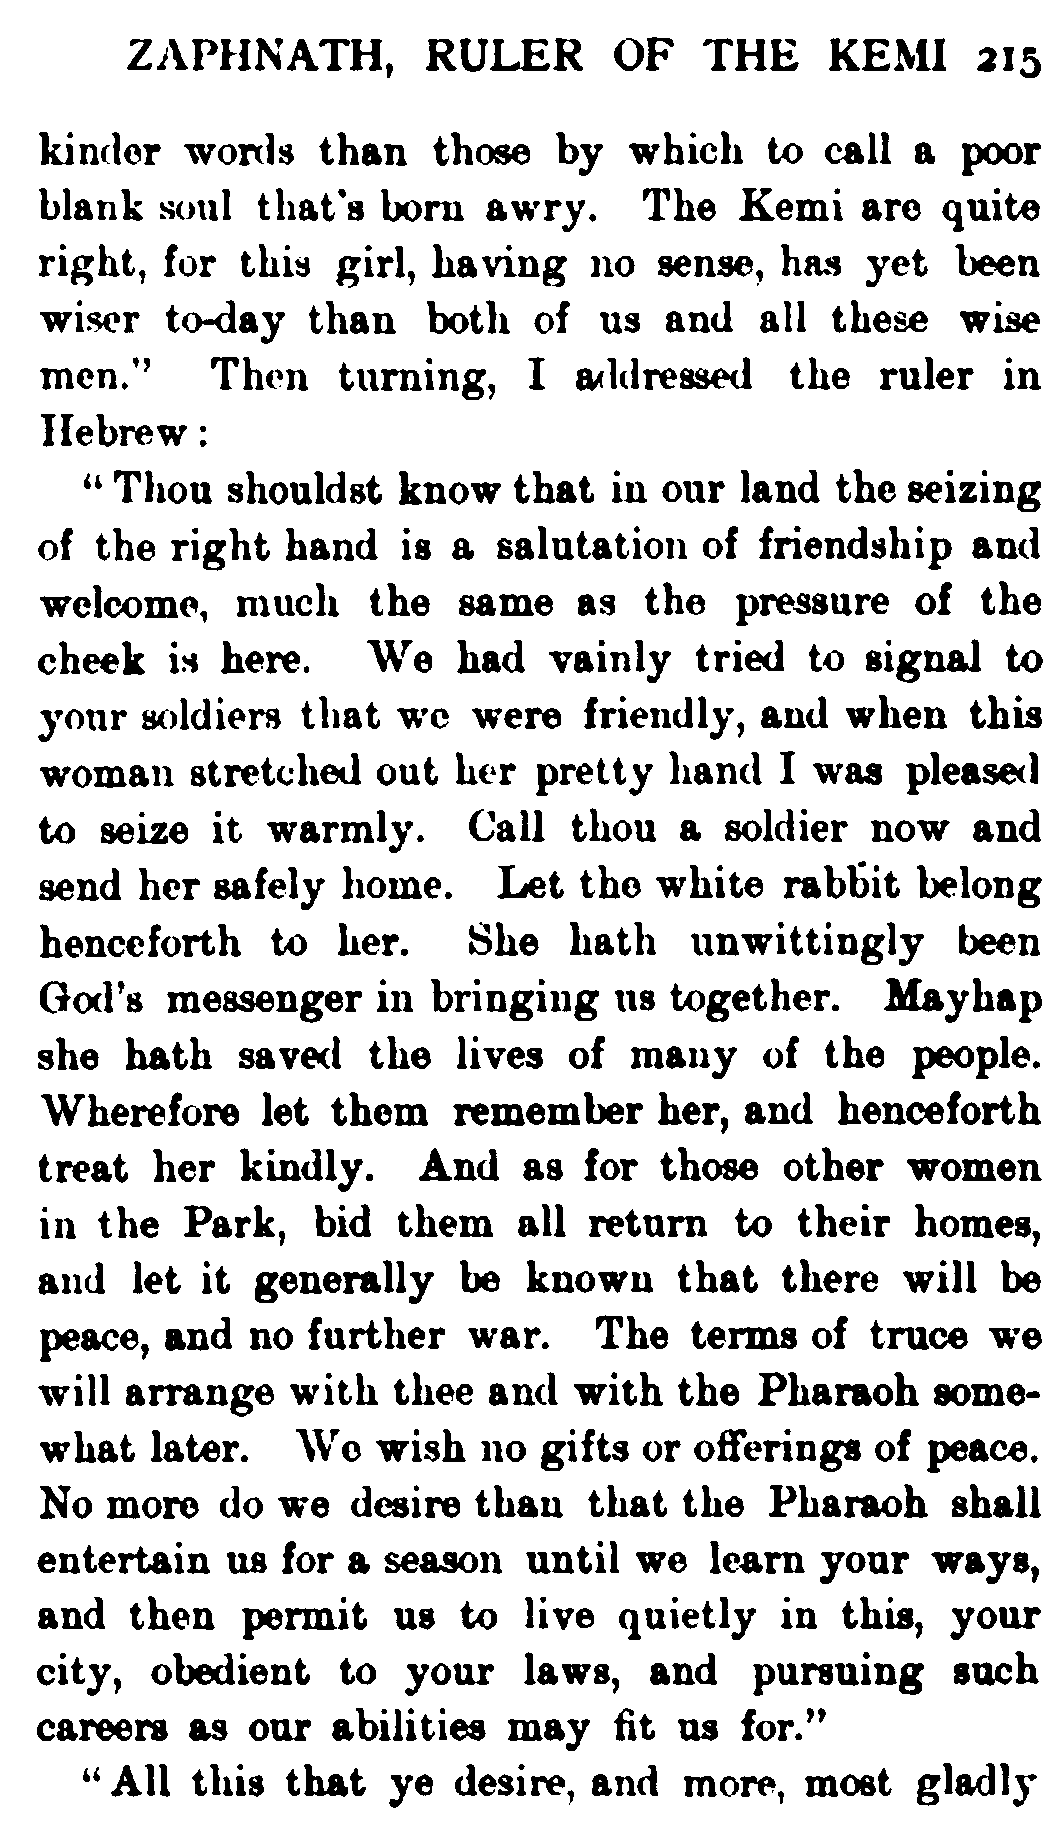 ZAPHNATH, RULER OF THE KEMI 215
kinder words than those by which to call a poor
blank soul that's born awry. The Kemi are quite
right, for this girl, having no sense, has yet been
wiser to-day than both of us and all these wise
men." Then turning, I addressed the ruler in
Hebrew:
"Thou shouldst know that in our land the seizing
of the right hand is a salutation of friendship and
welcome, much the same as the pressure of the
cheek is here. We had vainly tried to signal to
your soldiers that we were friendly, and when this
woman stretched out her pretty hand I was pleased
to seize it warmly. Call thou a soldier now and
send her safely home. Let the white rabbit belong
henceforth to her. She hath unwittingly been
God's messenger in bringing us together. Mayhap
she hath saved the lives of many of the people.
Wherefore let them remember her, and henceforth
treat her kindly. And as for those other women
in the Park, bid them all return to their homes,
and let it generally be known that there will be
peace, and no further war. The terms of truce we
will arrange with thee and with the Pharaoh some-
what later. We wish no gifts or offerings of peace.
No more do we desire than that the Pharaoh shall
entertain us for a season until we learn your ways,
and then permit us to live quietly in this, your
city, obedient to your laws, and pursuing such
careers as our abilities may fit us for."
"All this that ye desire, and more, most gladly